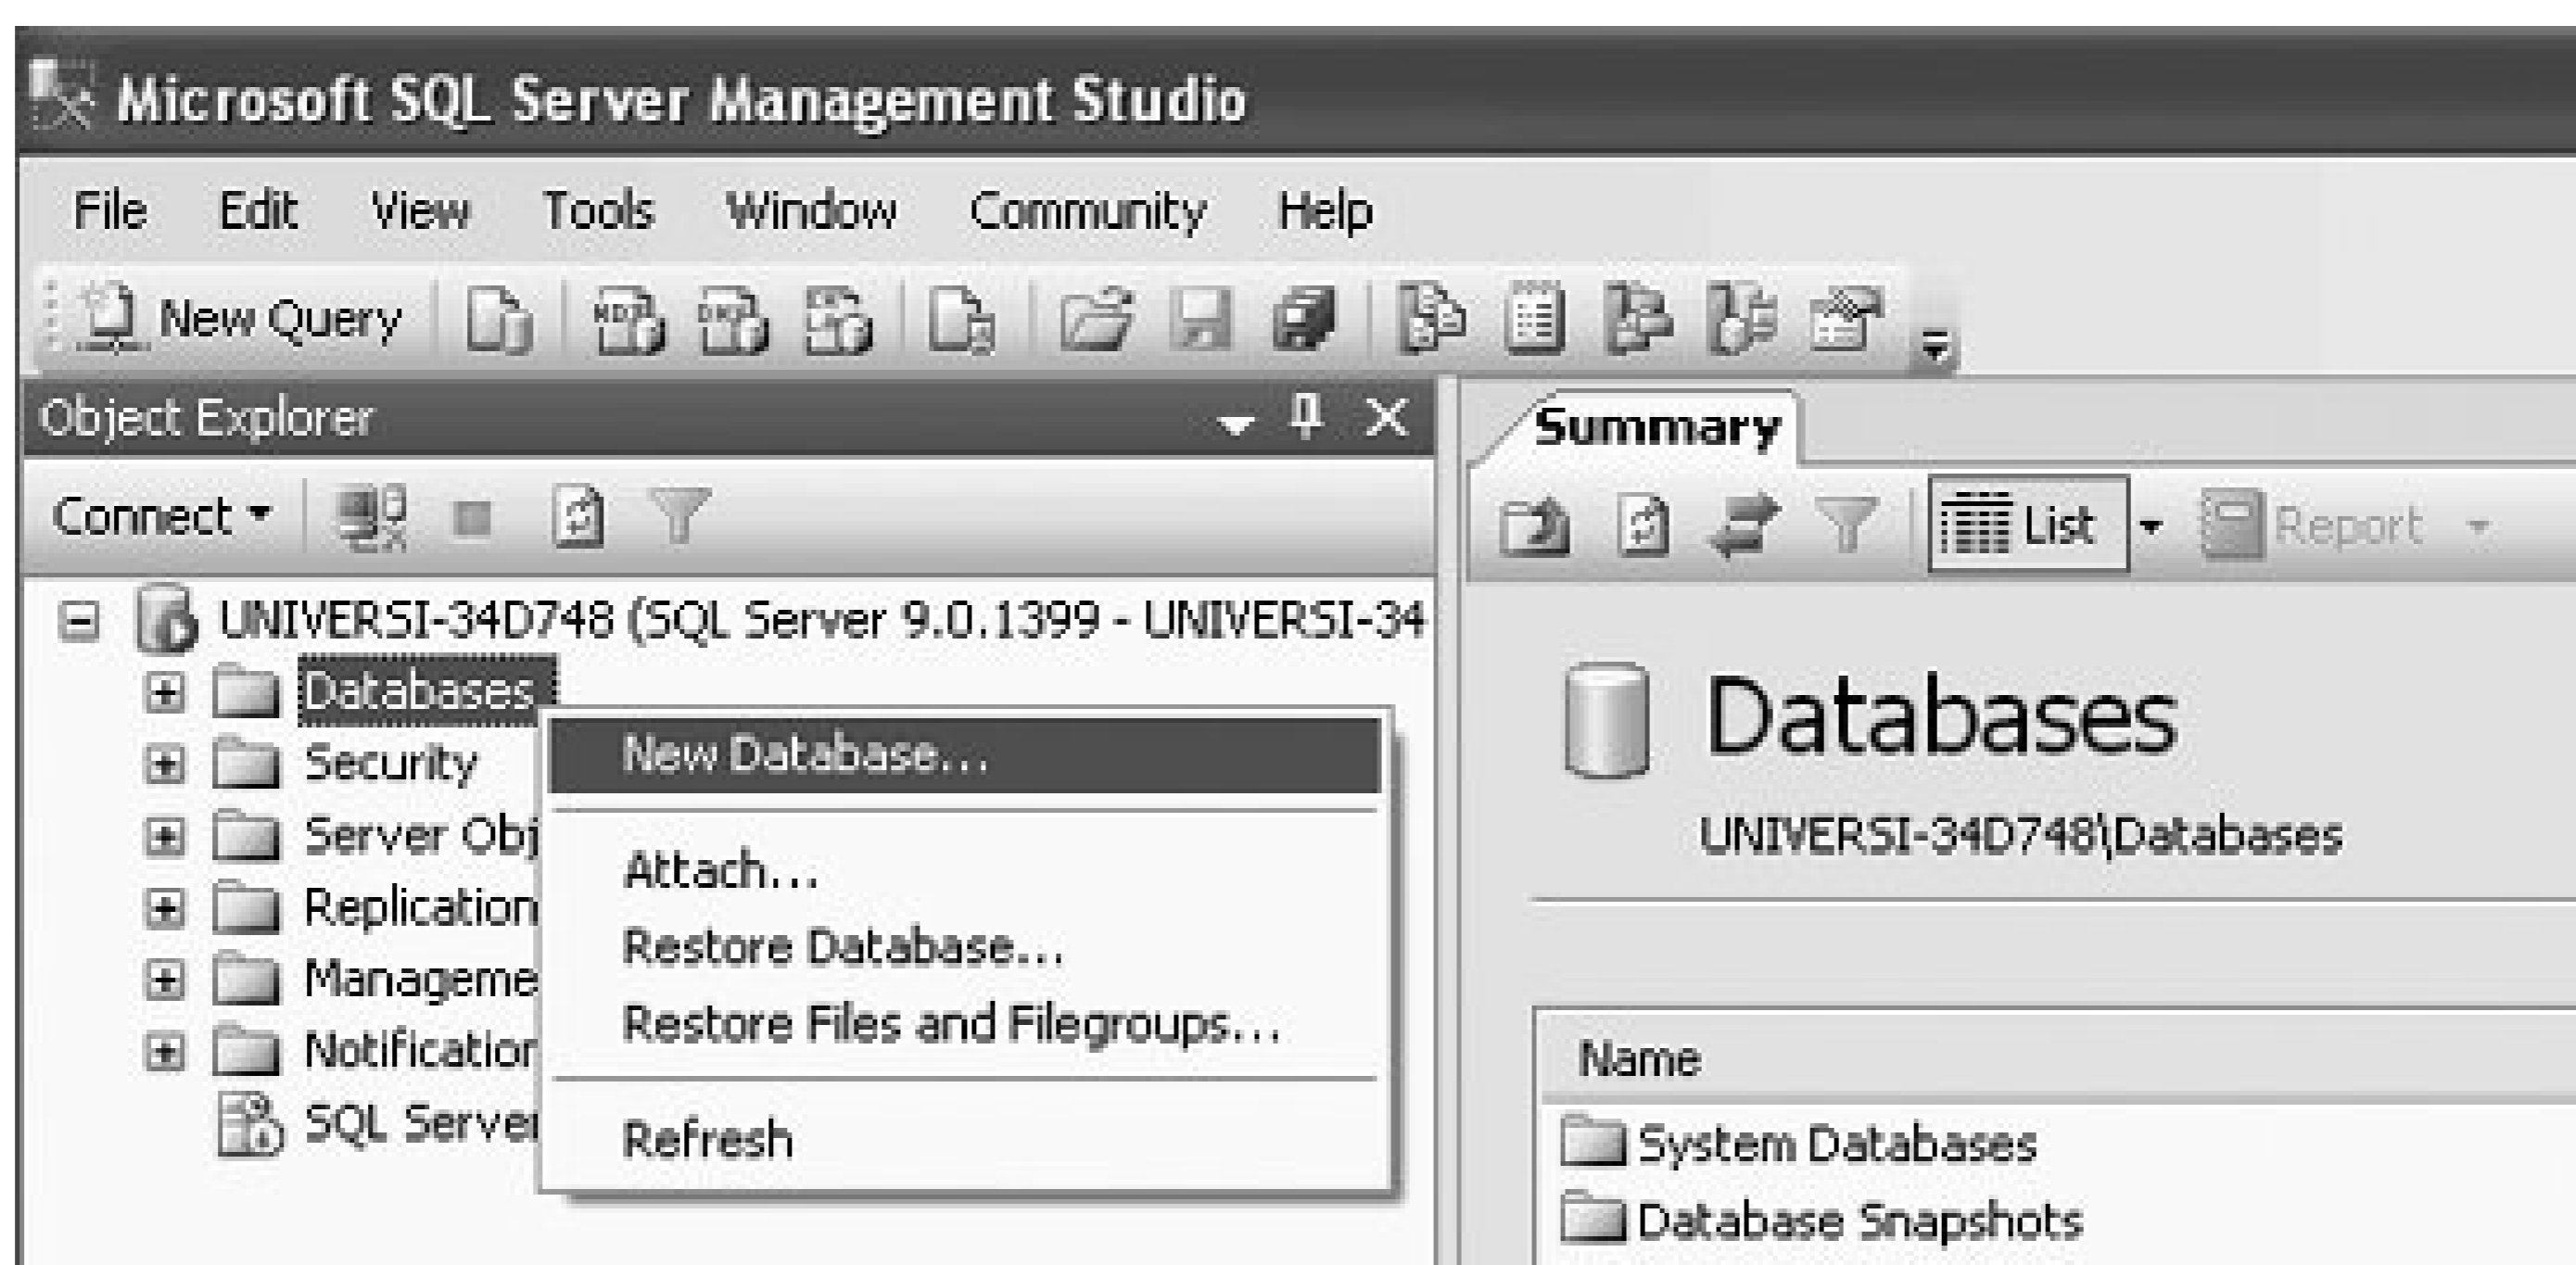 Microsoft SQL Server Management Studio
File Edit View Tools Window Community Help
New Query
Object Explorer
Connect
UNIVERSI-34D748 (SQL Server 9.0.1399 - UNIVERSI-34
Databases
Security
Server Obj
Replication
Manageme
Notification
SQL Server
New Database...
Attach...
Restore Database...
Restore Files and Filegroups...
Refresh
Summary
List Report
Databases
UNIVERSI-34D748\Databases
Name
System Databases
Database Snapshots